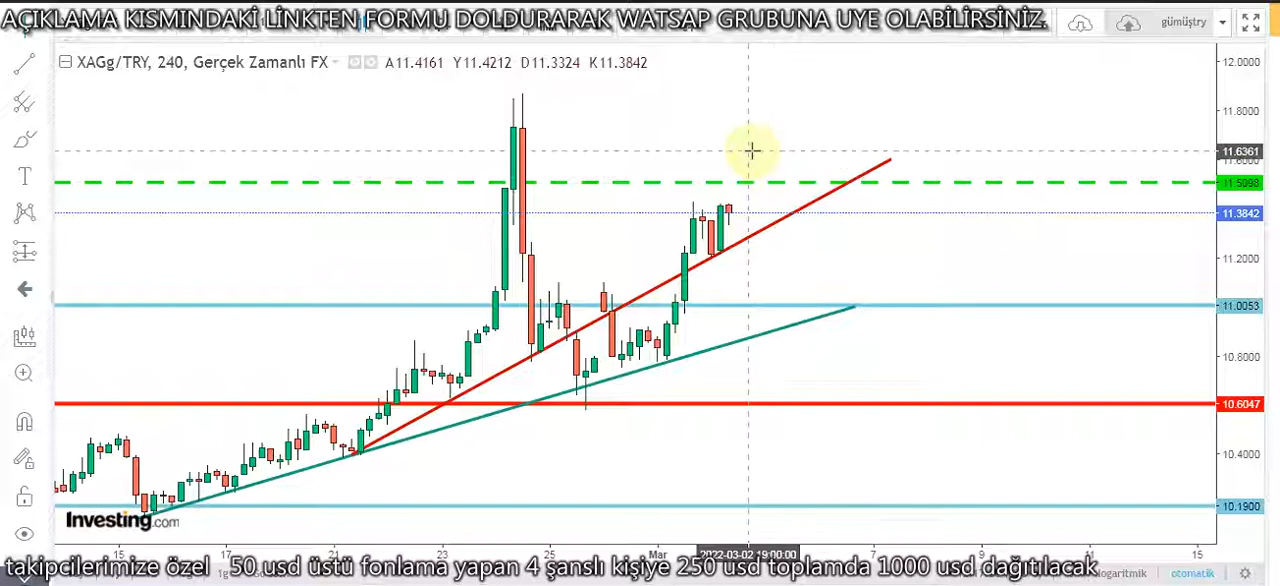 AÇIKLAMA KISMINDAKİ LİNKTEN FORMU DOLDURARAK WATSAP GRUBUNA UYE OLABİLİRSİNİZ.
gümüştry
XAGg/TRY, 240, Gerçek Zamanlı FX A11.4161 Y11.4212 D11.3324 K11.3842
12.0000
11.8000
11.6361
11.5098
11.3842
11.2000
11.0053
10.8000
10.6047
10.4000
10.1900
Investing.com
15 17 25 Mar 2022-03-02 19:00:00 7 9 11 15
takipcilerimize özel 50 usd üstü fonlama yapan 4 şanslı kişiye 250 usd toplamda 1000 usd dağıtılacak
otomatik